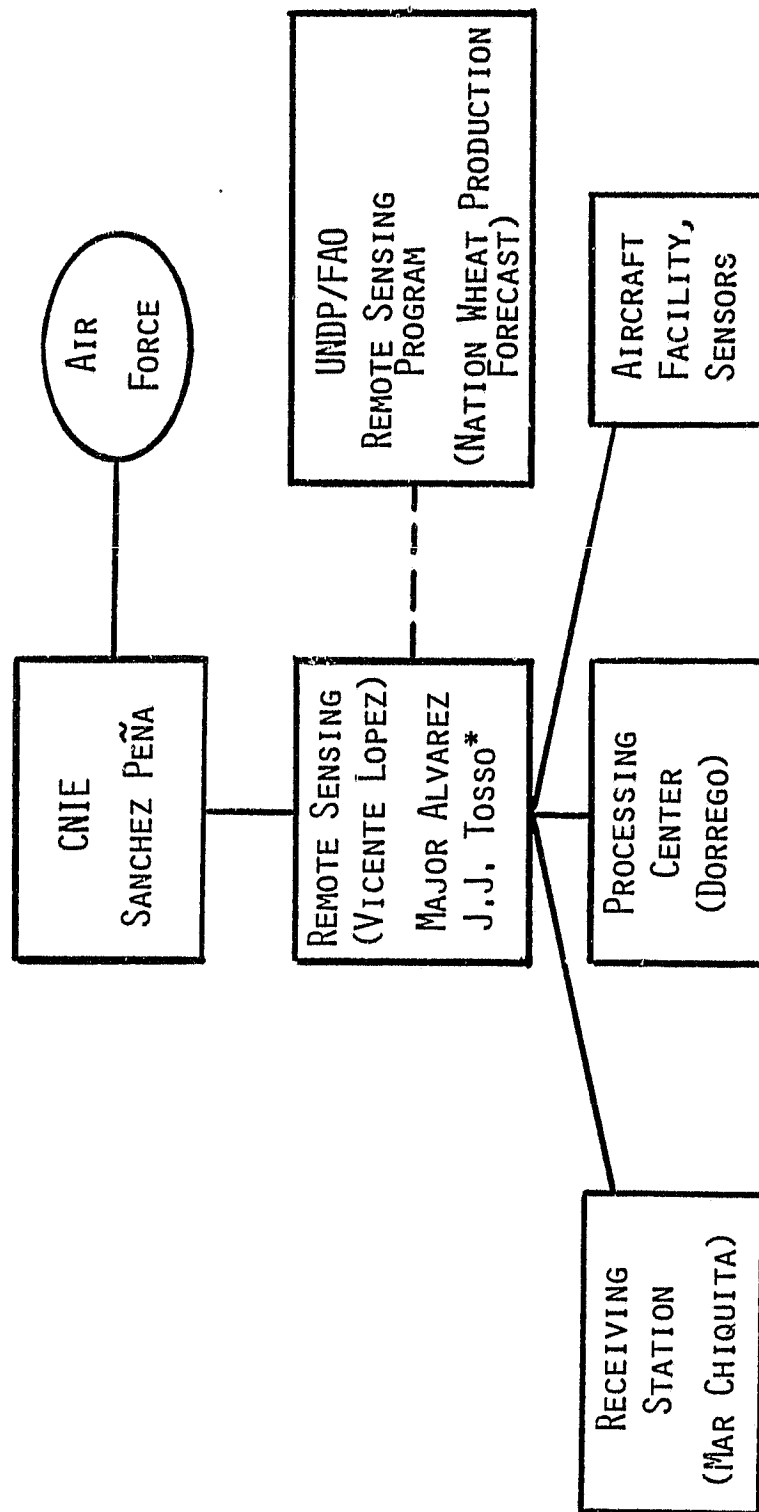 CNIE
SANCHEZ PEÑA
AIR
FORCE
REMOTE SENSING
(VICENTE LOPEZ)
MAJOR ALVAREZ
J.J. TOSSO*
UNDP/FAO
REMOTE SENSING
PROGRAM
(NATION WHEAT PRODUCTION
FORECAST)
RECEIVING
STATION
(MAR CHIQUITA)
PROCESSING
CENTER
(DORREGO)
AIRCRAFT
FACILITY,
SENSORS